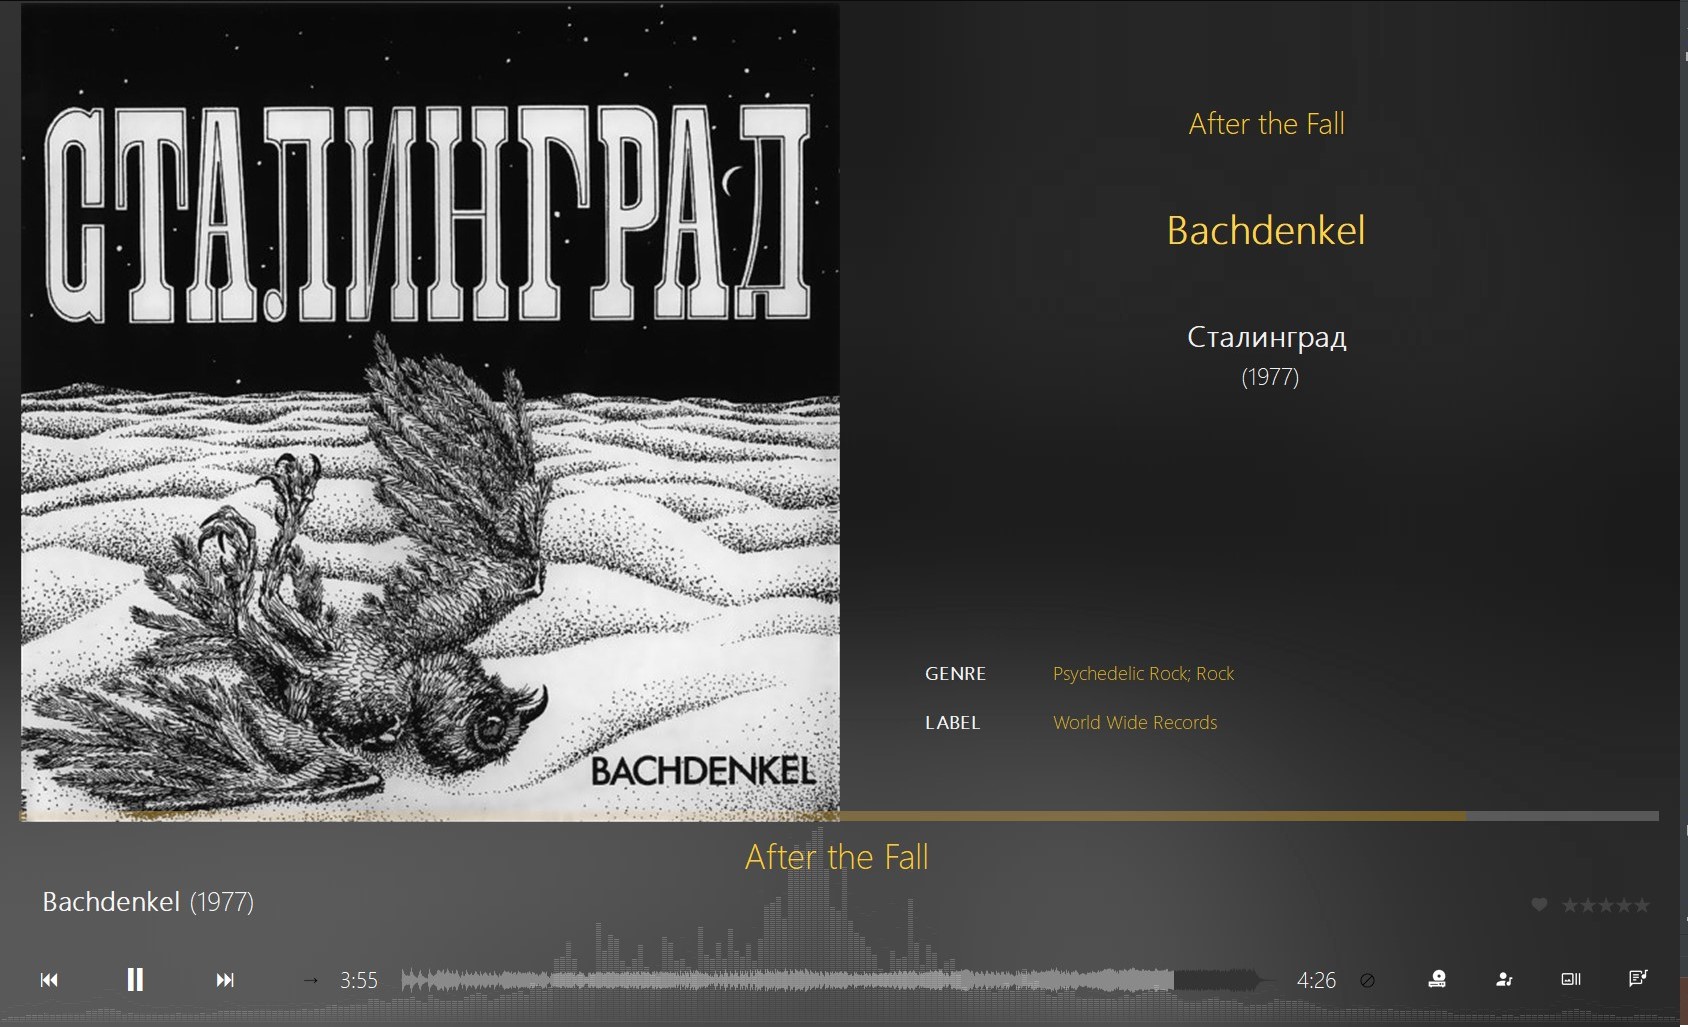 СТАЛИНГРАД
BACHDENKEL
After the Fall
Bachdenkel
Сталинград
(1977)
GENRE Psychedelic Rock; Rock
LABEL World Wide Records
After the Fall
Bachdenkel (1977)
3:55 4:26